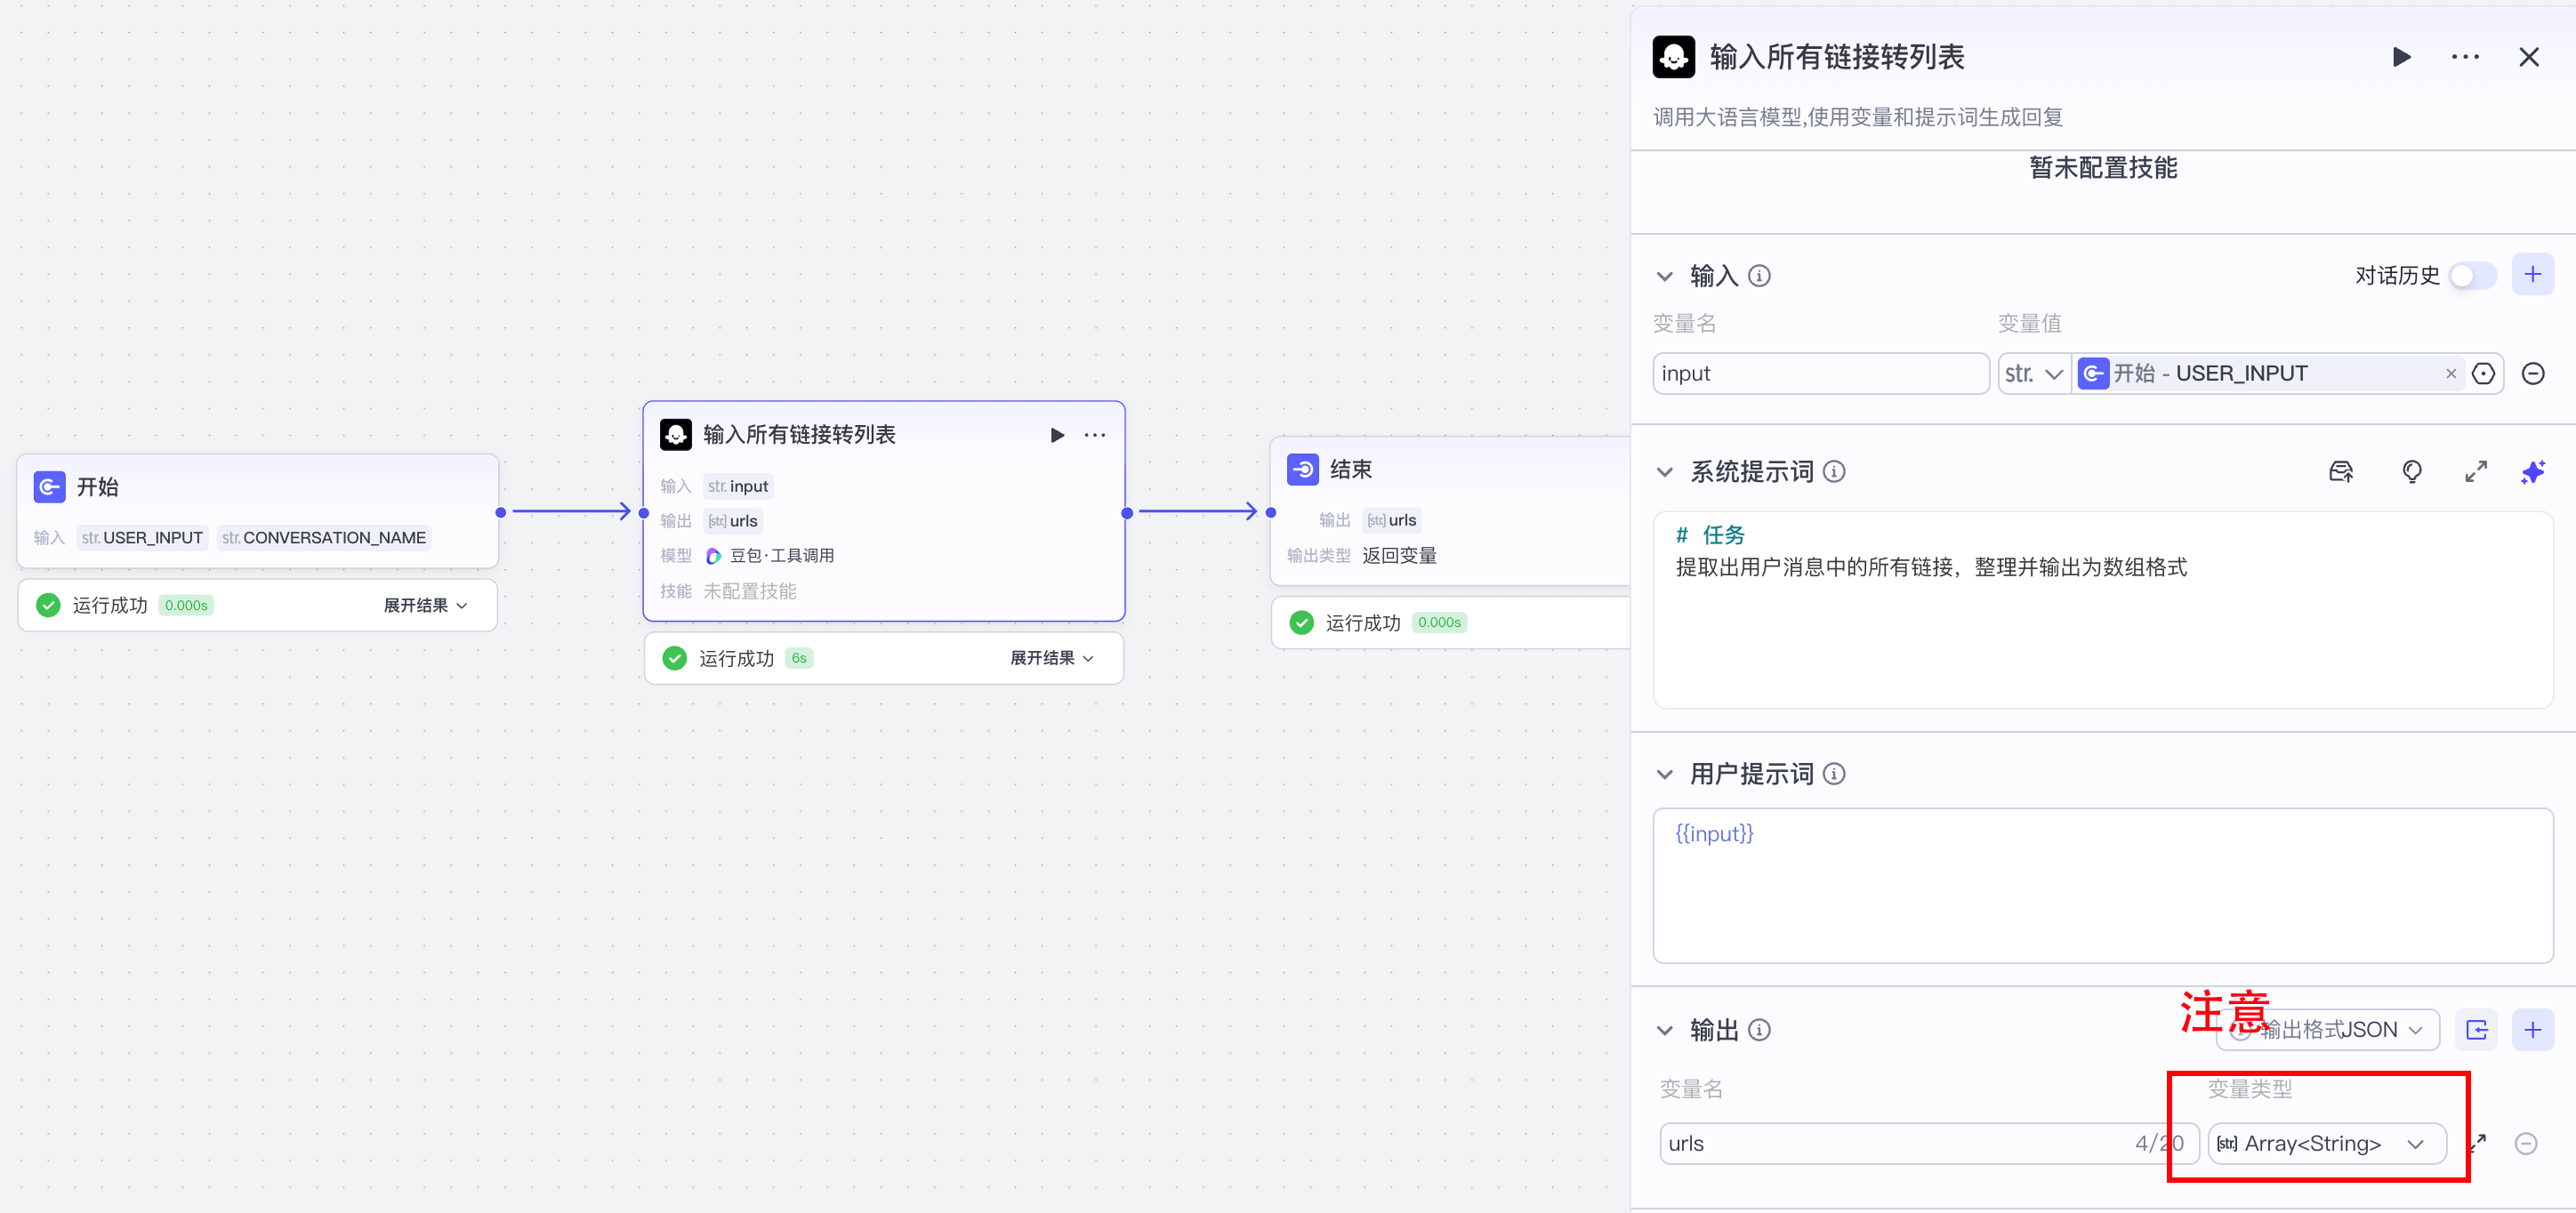 开始
输入 str. USER_INPUT str. CONVERSATION_NAME
运行成功 0.000s 展开结果
输入所有链接转列表
输入 str. input
输出 [str] urls
模型 豆包·工具调用
技能 未配置技能
运行成功 6s 展开结果
结束
输出 [str] urls
输出类型 返回变量
运行成功 0.000s
输入所有链接转列表
调用大语言模型,使用变量和提示词生成回复
暂未配置技能
输入 对话历史
变量名 变量值
input str. 开始 - USER_INPUT
系统提示词
# 任务
提取出用户消息中的所有链接，整理并输出为数组格式
用户提示词
{{input}}
注意
输出 输出格式JSON
变量名 变量类型
urls 4/20 [str] Array<String>